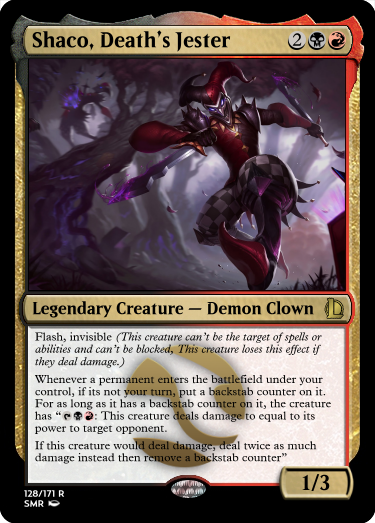 Shaco, Death's Jester 2
Legendary Creature — Demon Clown
Flash, invisible (This creature can't be the target of spells or
abilities and can't be blocked, This creature loses this effect if
they deal damage.)
Whenever a permanent enters the battlefield under your
control, if its not your turn, put a backstab counter on it.
For as long as it has a backstab counter on it, the creature
has “ : This creature deals damage to equal to its
power to target opponent.
If this creature would deal damage, deal twice as much
damage instead then remove a backstab counter”
1/3
128/171 R
SMR